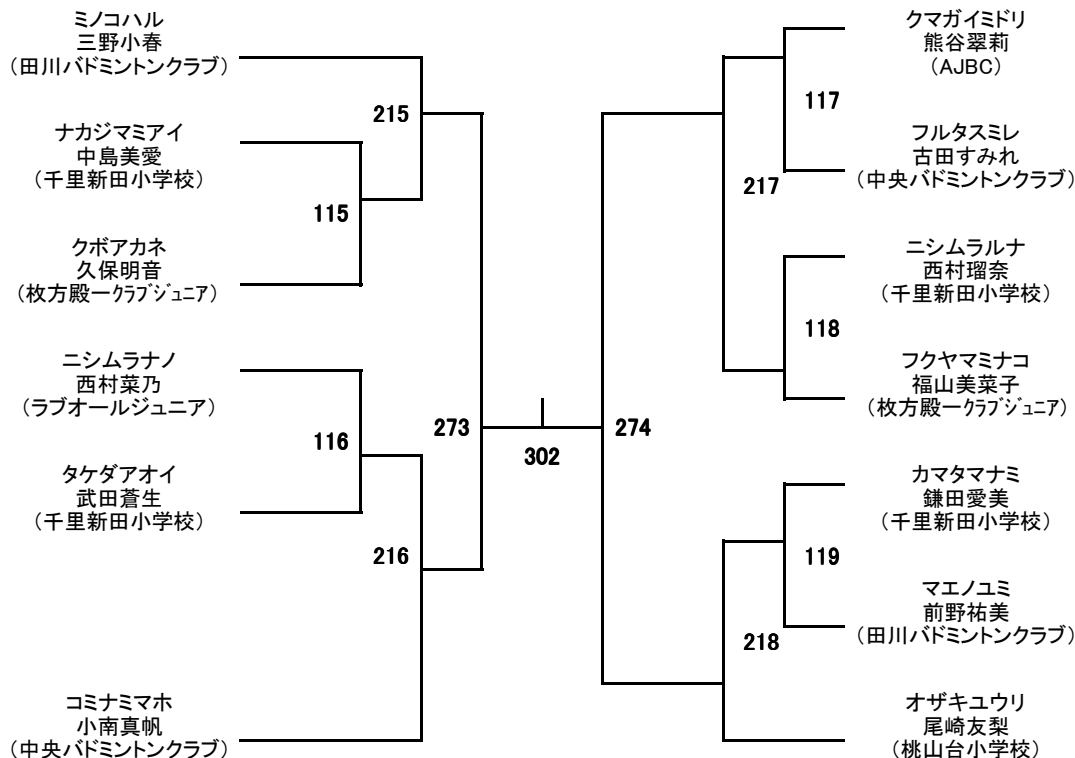 ミノコハル
三野小春
（田川バドミントンクラブ）
215
ナカジマミアイ
中島美愛
（千里新田小学校）
115
クボアカネ
久保明音
（枚方殿一ｸﾗﾌﾞｼﾞｭﾆｱ）
ニシムラナノ
西村菜乃
（ラブオールジュニア）
273
116
タケダアオイ
武田蒼生
（千里新田小学校）
216
コミナミマホ
小南真帆
（中央バドミントンクラブ）
302
クマガイミドリ
熊谷翠莉
（AJBC）
117
フルタスミレ
古田すみれ
（中央バドミントンクラブ）
217
ニシムラルナ
西村瑠奈
（千里新田小学校）
118
フクヤマミナコ
福山美菜子
（枚方殿一ｸﾗﾌﾞｼﾞｭﾆｱ）
274
カマタマナミ
鎌田愛美
（千里新田小学校）
119
マエノユミ
前野祐美
（田川バドミントンクラブ）
218
オザキユウリ
尾崎友梨
（桃山台小学校）